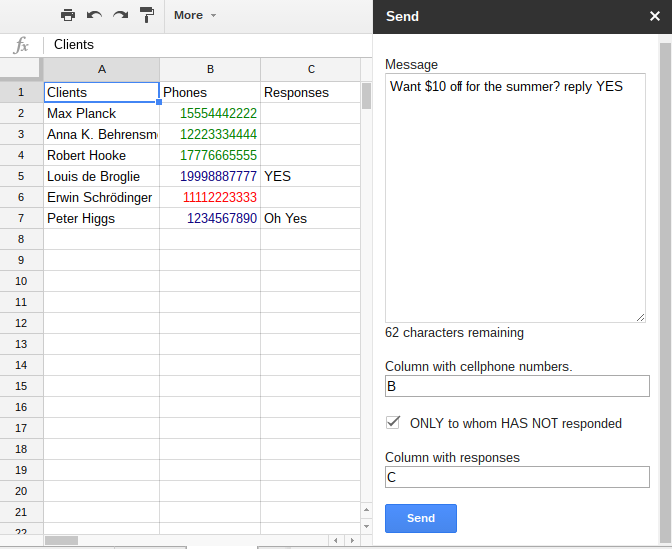 More
Send
×
fx Clients
A B C
1 Clients Phones Responses
2 Max Planck 15554442222
3 Anna K. Behrensm 12223334444
4 Robert Hooke 17776665555
5 Louis de Broglie 19998887777 YES
6 Erwin Schrödinger 11112223333
7 Peter Higgs 1234567890 Oh Yes
8
9
10
11
12
13
14
15
16
17
18
19
20
21
22
Message
Want $10 off for the summer? reply YES
62 characters remaining
Column with cellphone numbers.
B
ONLY to whom HAS NOT responded
Column with responses
C
Send